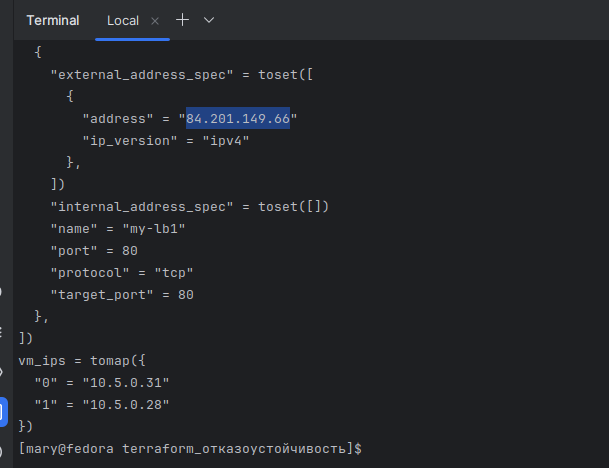 Terminal Local × + ⌄
  {
    "external_address_spec" = toset([
      {
        "address" = "84.201.149.66"
        "ip_version" = "ipv4"
      },
    ])
    "internal_address_spec" = toset([])
    "name" = "my-lb1"
    "port" = 80
    "protocol" = "tcp"
    "target_port" = 80
  },
])
vm_ips = tomap({
  "0" = "10.5.0.31"
  "1" = "10.5.0.28"
})
[mary@fedora terraform_отказоустойчивость]$